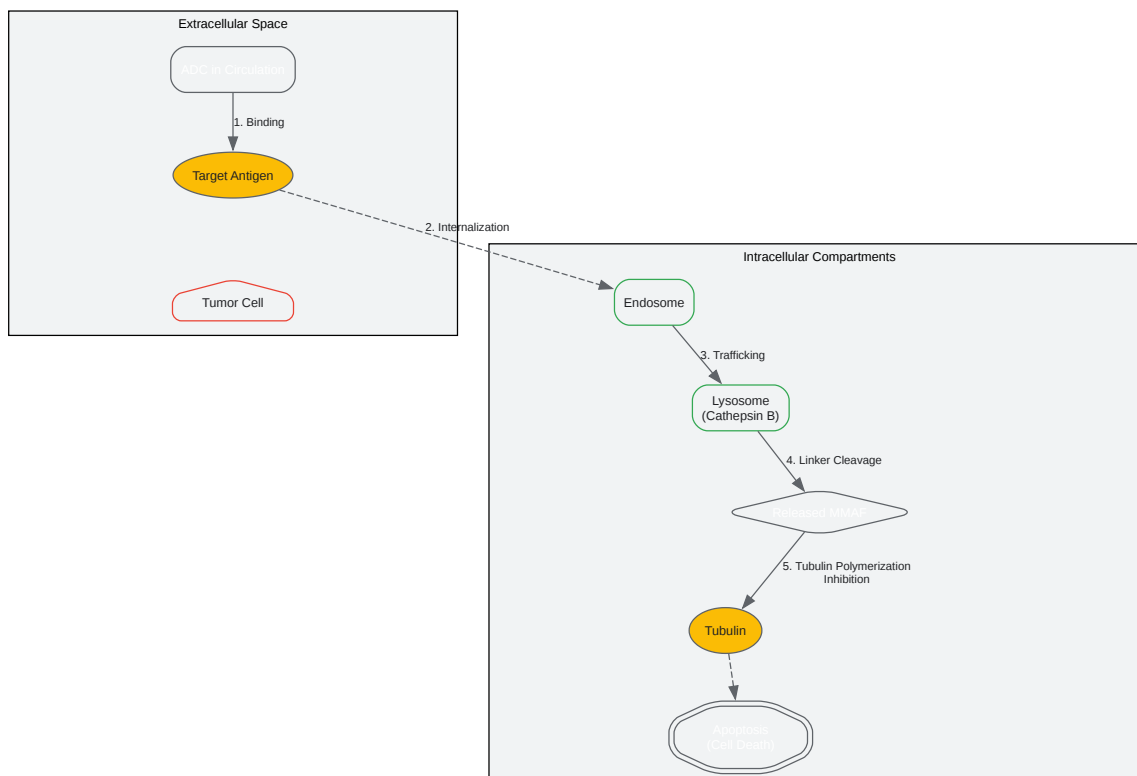 Extracellular Space
ADC in Circulation
1. Binding
Target Antigen
2. Internalization
Tumor Cell
Intracellular Compartments
Endosome
3. Trafficking
Lysosome
(Cathepsin B)
4. Linker Cleavage
Released MMAF
5. Tubulin Polymerization
Inhibition
Tubulin
Apoptosis
(Cell Death)